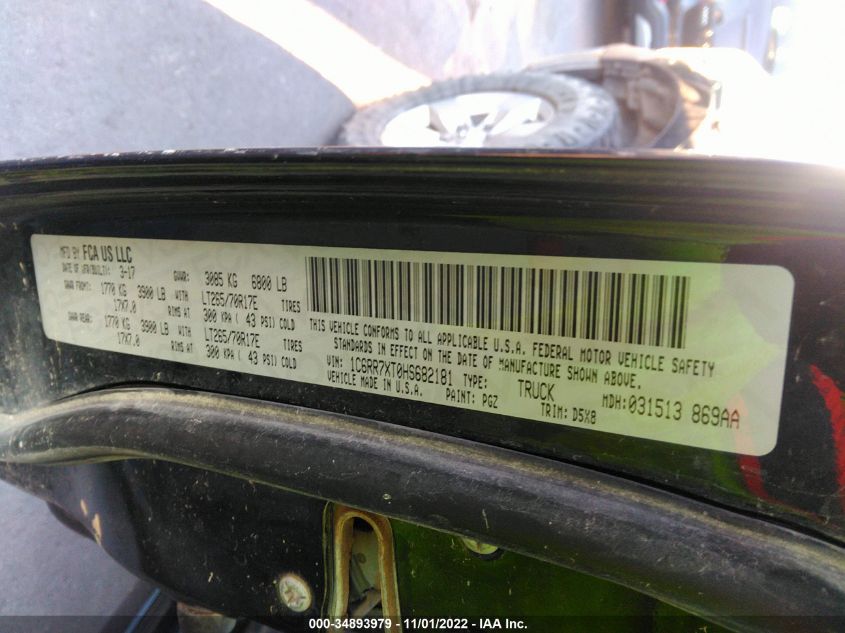 MFD BY FCA US LLC
DATE OF MFR(BUILT): 3-17 GVWR: 3085 KG 6800 LB
GAWR FRONT: 1770 KG 3900 LB WITH LT265/70R17E TIRES
17X7.0 RIMS AT 300 KPA ( 43 PSI) COLD
GAWR REAR: 1770 KG 3900 LB WITH LT265/70R17E TIRES
17X7.0 RIMS AT 300 KPA ( 43 PSI) COLD
THIS VEHICLE CONFORMS TO ALL APPLICABLE U.S.A. FEDERAL MOTOR VEHICLE SAFETY
STANDARDS IN EFFECT ON THE DATE OF MANUFACTURE SHOWN ABOVE.
VIN: 1C6RR7XT0HS682181 TYPE: TRUCK MDH:031513 869AA
VEHICLE MADE IN U.S.A. PAINT: PGZ TRIM: D5X8
000-34893979 - 11/01/2022 - IAA Inc.